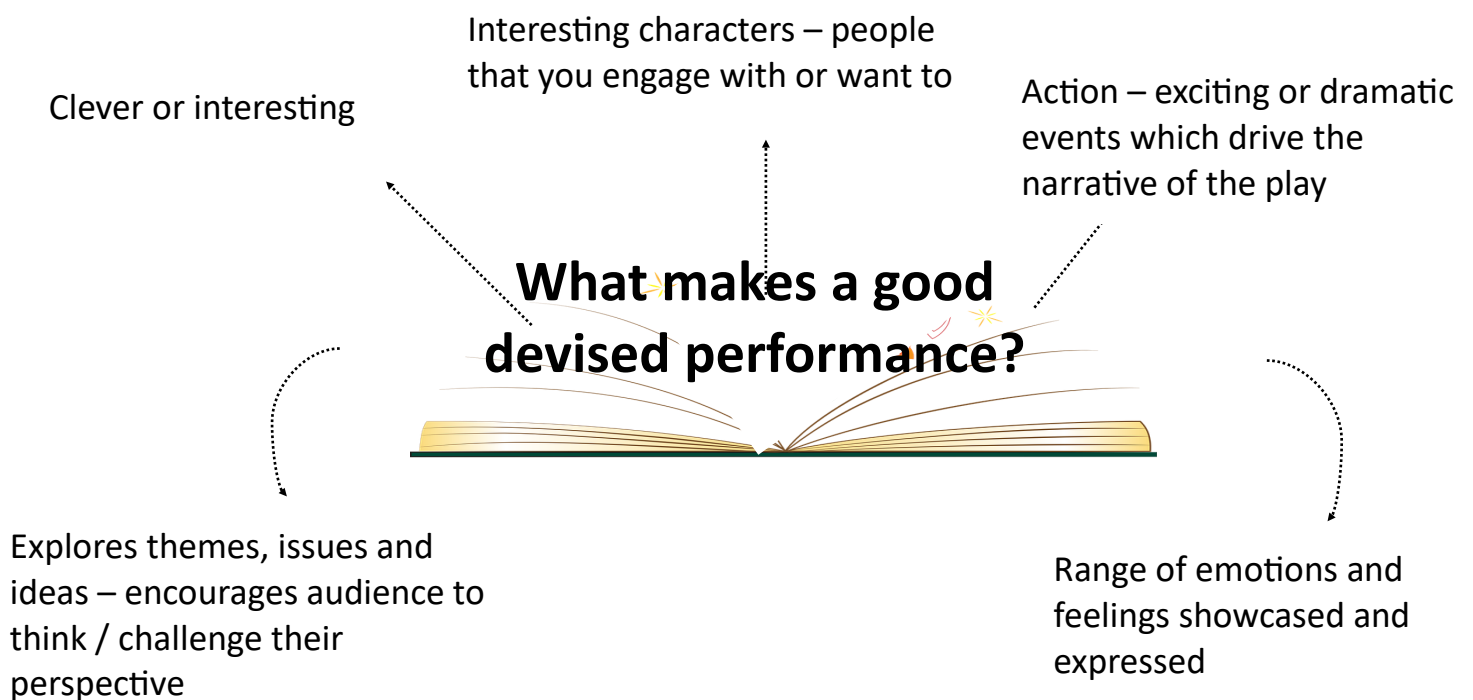 Interesting characters – people
that you engage with or want to
Clever or interesting
Action – exciting or dramatic
events which drive the
narrative of the play
What makes a good
devised performance?
Explores themes, issues and
ideas – encourages audience to
think / challenge their
perspective
Range of emotions and
feelings showcased and
expressed